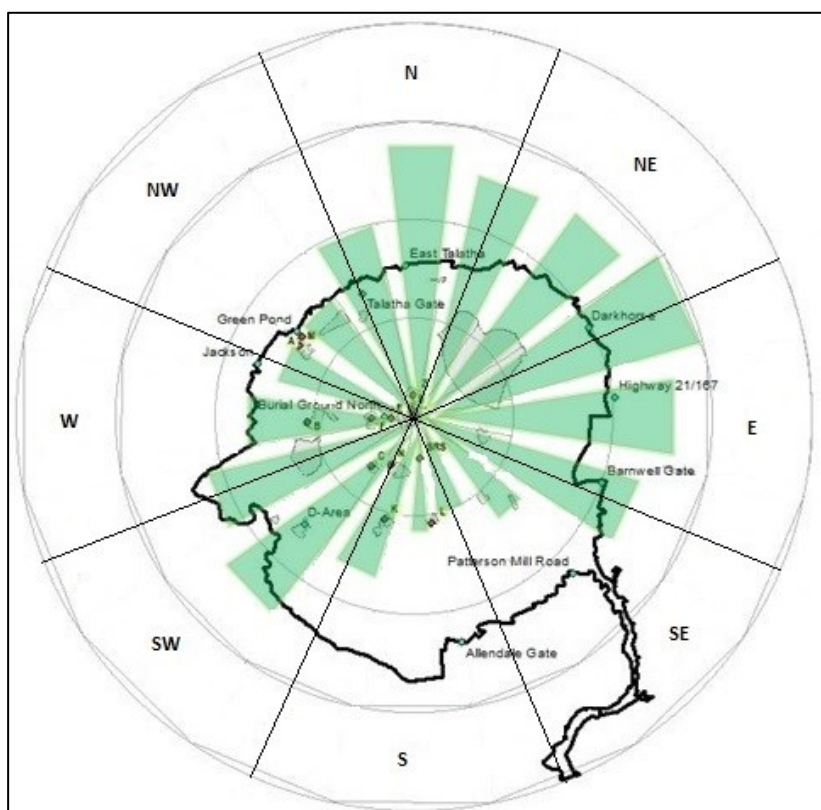 N
NW
NE
East Talatha
Talatha Gate
Green Pond
Darkhorse
Jackson
Highway 21/167
Burial Ground North
W
E
Barnwell Gate
D-Area
Patterson Mill Road
Allendale Gate
SW
SE
S